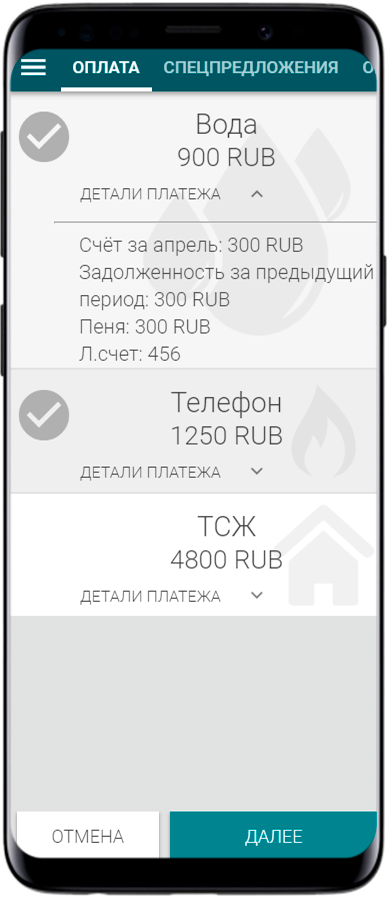 ОПЛАТА СПЕЦПРЕДЛОЖЕНИЯ
Вода
900 RUB
ДЕТАЛИ ПЛАТЕЖА
Счёт за апрель: 300 RUB
Задолженность за предыдущий
период: 300 RUB
Пеня: 300 RUB
Л.счет: 456
Телефон
1250 RUB
ДЕТАЛИ ПЛАТЕЖА
ТСЖ
4800 RUB
ДЕТАЛИ ПЛАТЕЖА
ОТМЕНА ДАЛЕЕ